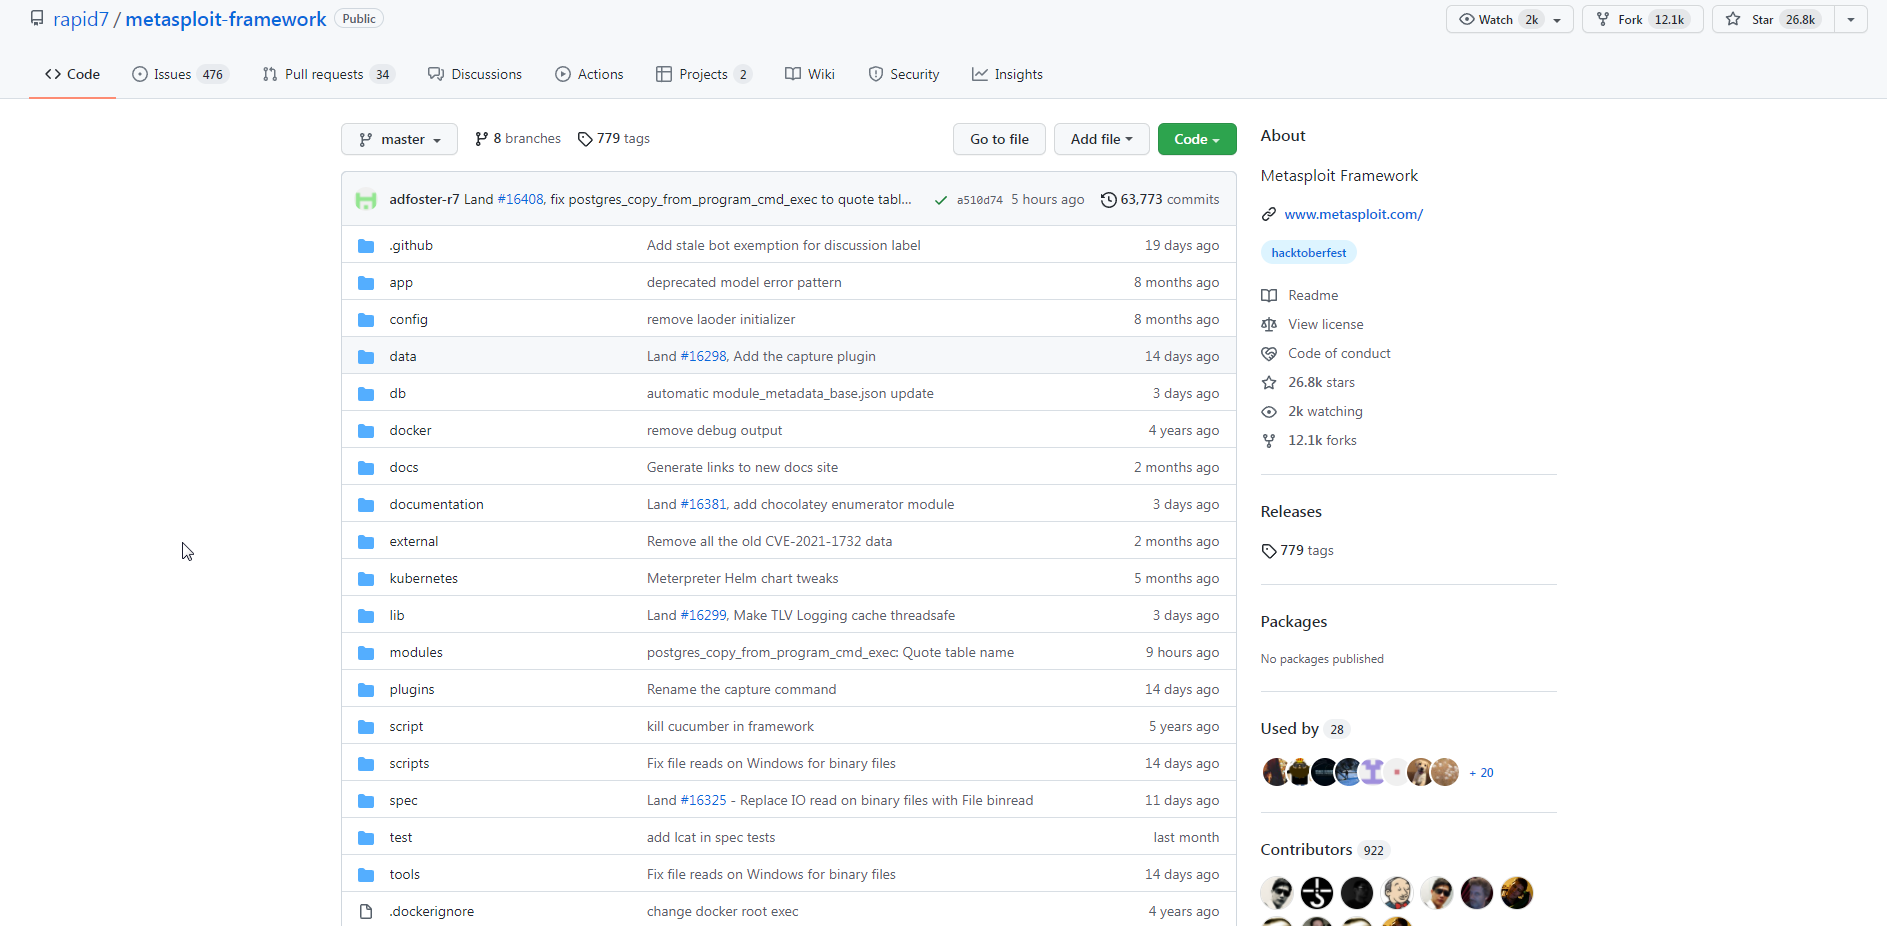 rapid7 / metasploit-framework Public
Watch 2k Fork 12.1k Star 26.8k
Code Issues 476 Pull requests 34 Discussions Actions Projects 2 Wiki Security Insights
master 8 branches 779 tags Go to file Add file Code
adfoster-r7 Land #16408, fix postgres_copy_from_program_cmd_exec to quote tabl... a510d74 5 hours ago 63,773 commits
.github Add stale bot exemption for discussion label 19 days ago
app deprecated model error pattern 8 months ago
config remove laoder initializer 8 months ago
data Land #16298, Add the capture plugin 14 days ago
db automatic module_metadata_base.json update 3 days ago
docker remove debug output 4 years ago
docs Generate links to new docs site 2 months ago
documentation Land #16381, add chocolatey enumerator module 3 days ago
external Remove all the old CVE-2021-1732 data 2 months ago
kubernetes Meterpreter Helm chart tweaks 5 months ago
lib Land #16299, Make TLV Logging cache threadsafe 3 days ago
modules postgres_copy_from_program_cmd_exec: Quote table name 9 hours ago
plugins Rename the capture command 14 days ago
script kill cucumber in framework 5 years ago
scripts Fix file reads on Windows for binary files 14 days ago
spec Land #16325 - Replace IO read on binary files with File binread 11 days ago
test add lcat in spec tests last month
tools Fix file reads on Windows for binary files 14 days ago
.dockerignore change docker root exec 4 years ago
About
Metasploit Framework
www.metasploit.com/
hacktoberfest
Readme
View license
Code of conduct
26.8k stars
2k watching
12.1k forks
Releases
779 tags
Packages
No packages published
Used by 28
+ 20
Contributors 922